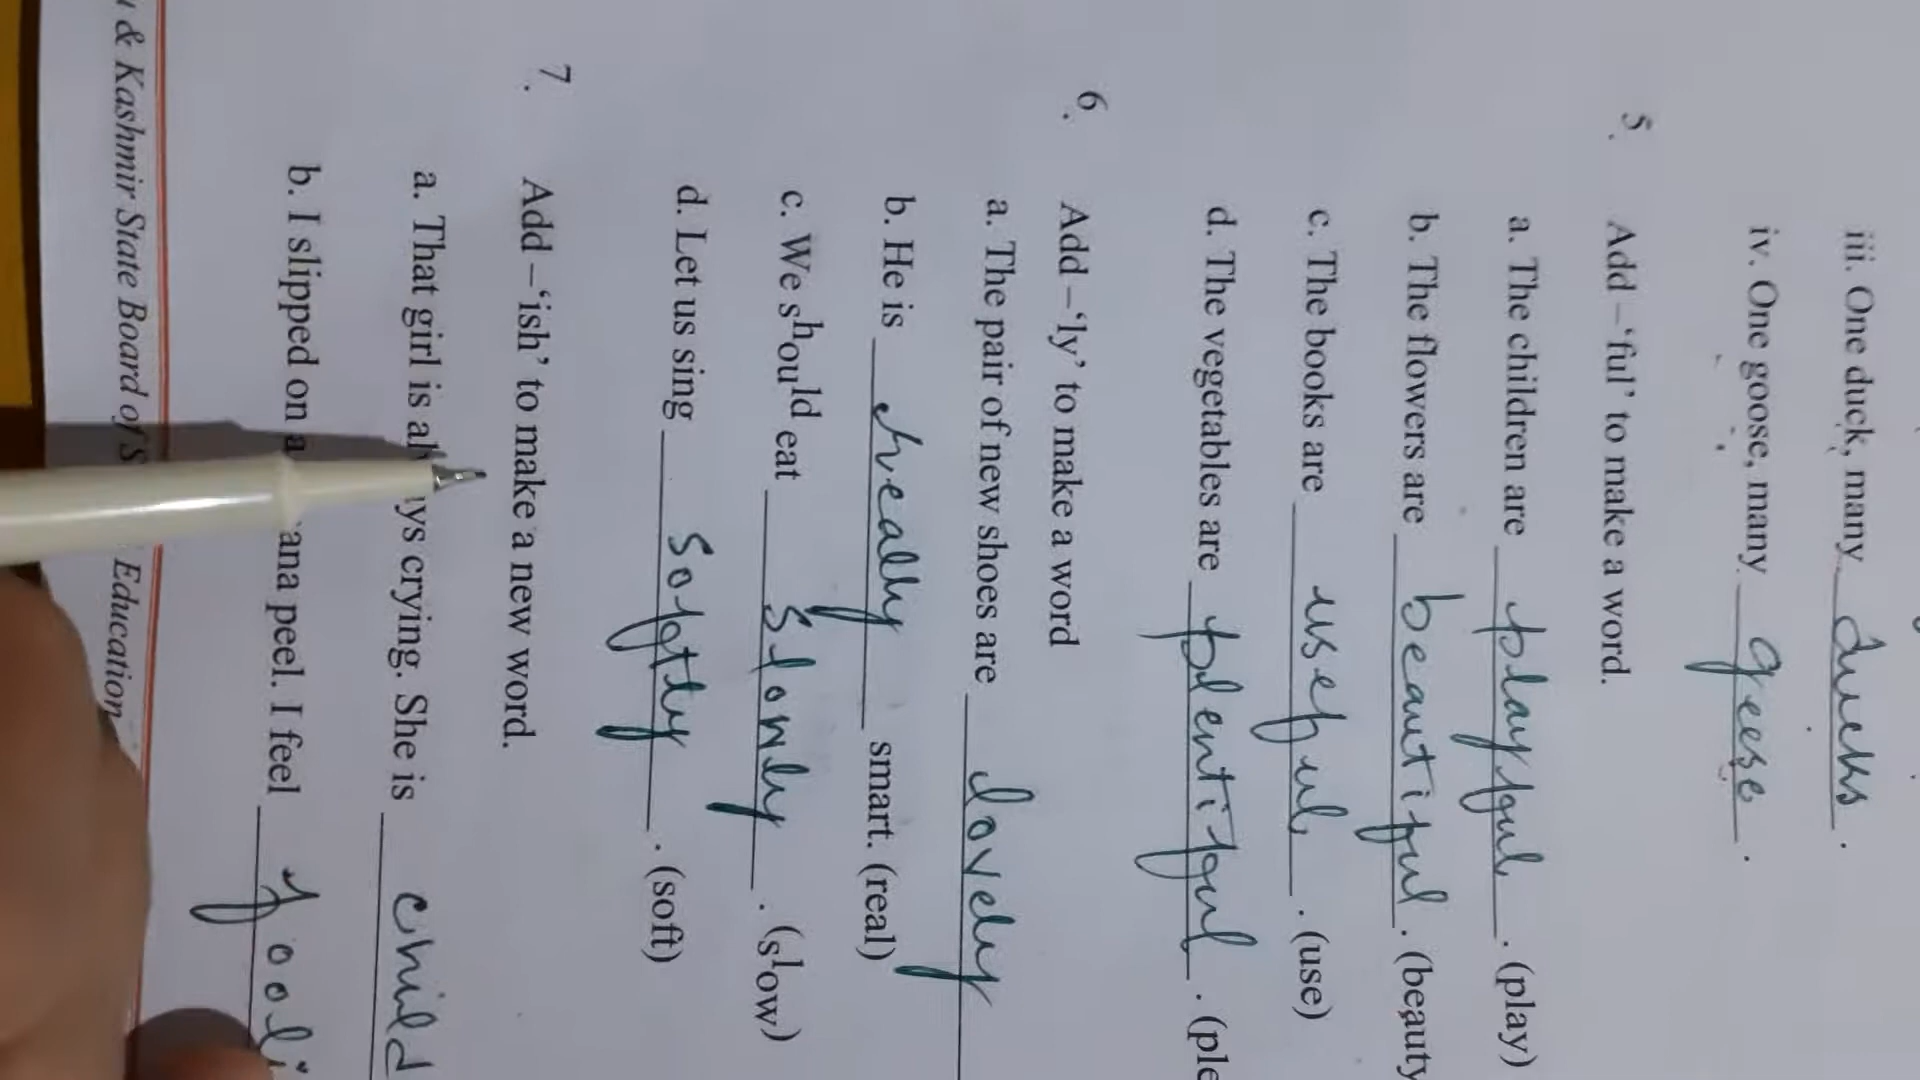 iii. One duck, many ducks.
iv. One goose, many geese.
5. Add – 'ful' to make a word.
a. The children are playful. (play)
b. The flowers are beautiful. (beauty
c. The books are useful. (use)
d. The vegetables are plentiful. (ple
6. Add – 'ly' to make a word
a. The pair of new shoes are lovely
b. He is really smart. (real)
c. We should eat slowly. (slow)
d. Let us sing softly. (soft)
7. Add – 'ish' to make a new word.
a. That girl is al ys crying. She is child
b. I slipped on a ana peel. I feel fooli
& Kashmir State Board of S Education